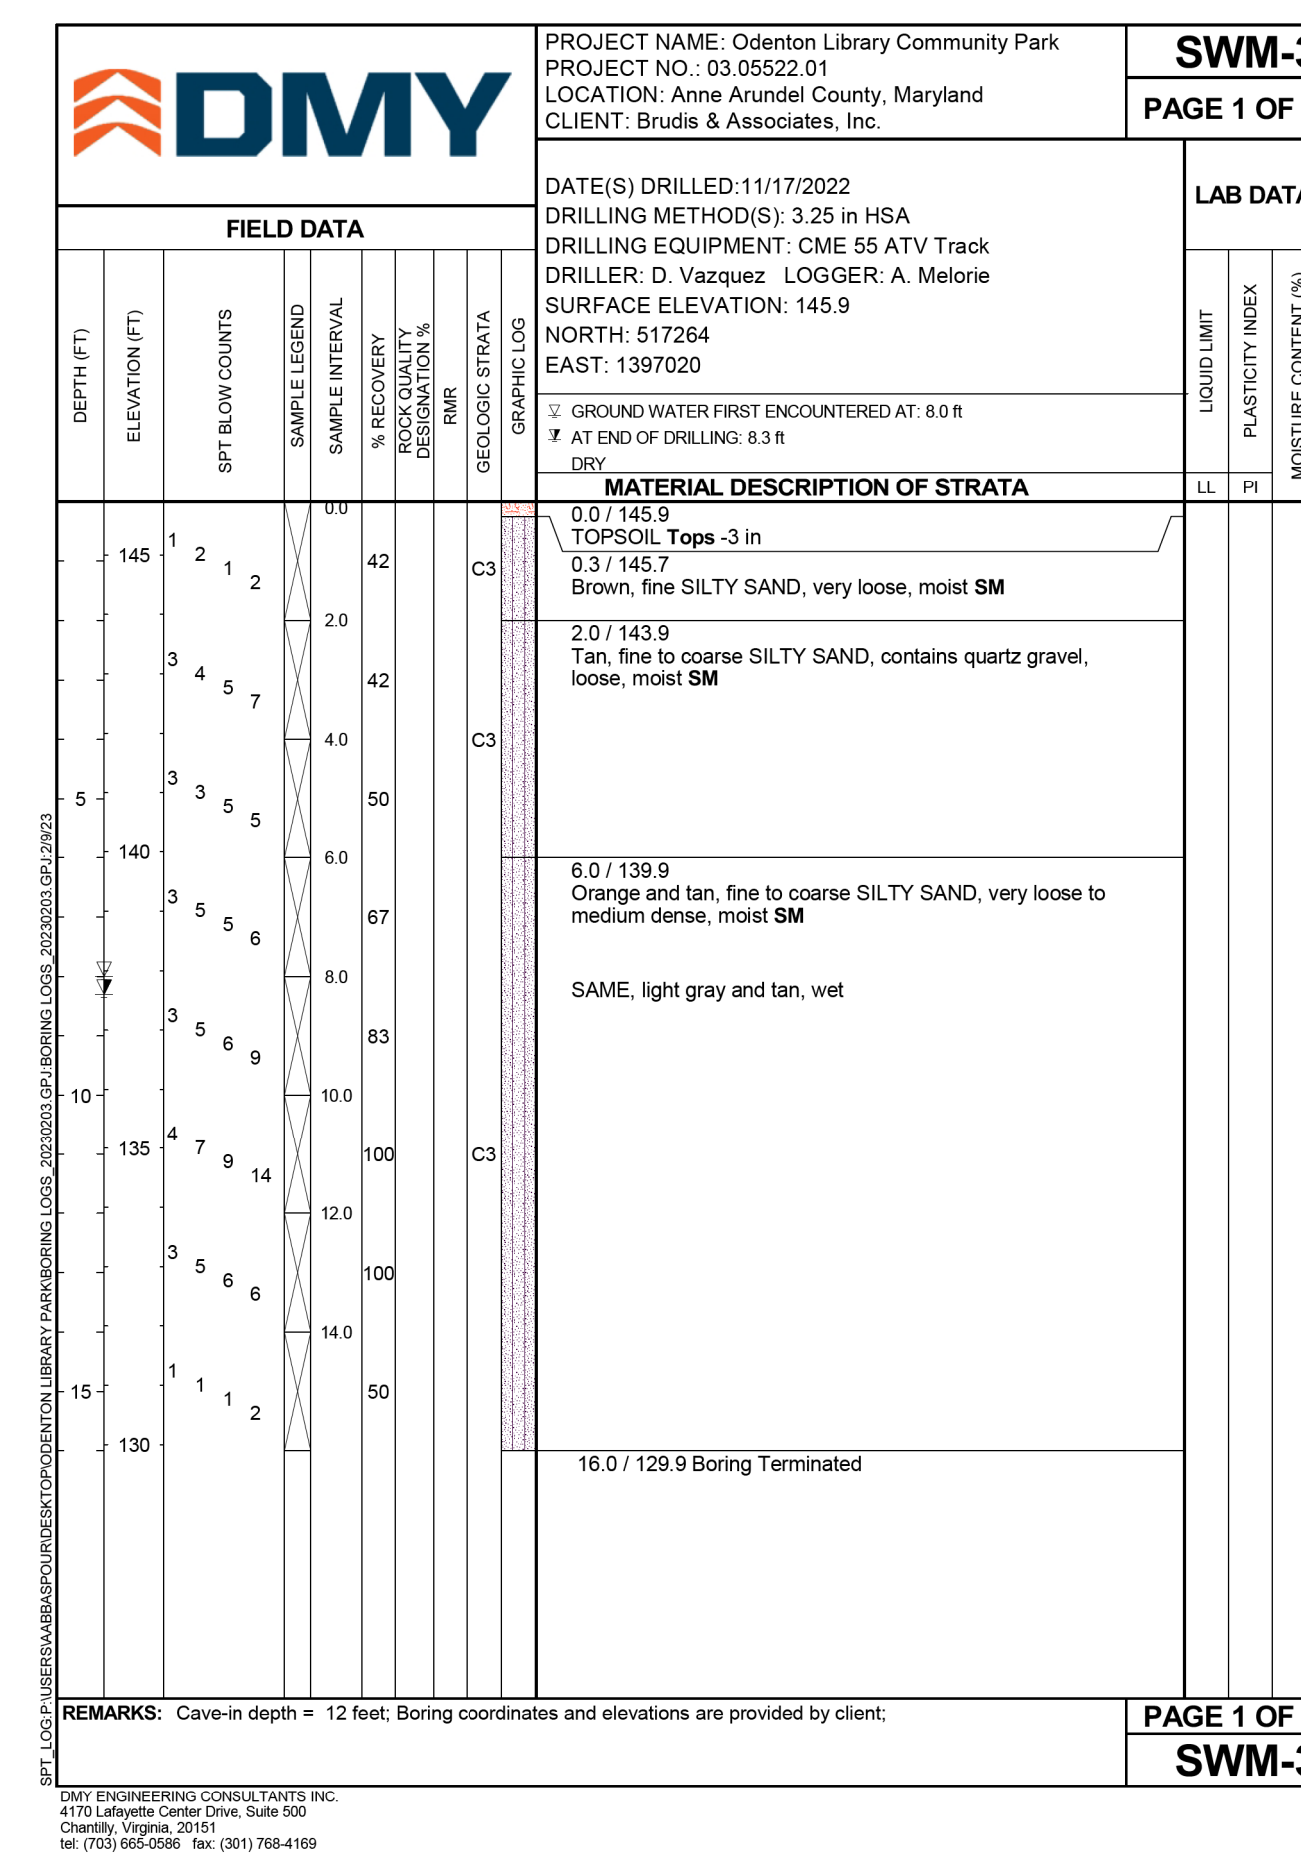 DMY
PROJECT NAME: Odenton Library Community Park
PROJECT NO.: 03.05522.01
LOCATION: Anne Arundel County, Maryland
CLIENT: Brudis & Associates, Inc.
SWM-3
PAGE 1 OF
FIELD DATA
DATE(S) DRILLED:11/17/2022
DRILLING METHOD(S): 3.25 in HSA
DRILLING EQUIPMENT: CME 55 ATV Track
DRILLER: D. Vazquez LOGGER: A. Melorie
SURFACE ELEVATION: 145.9
NORTH: 517264
EAST: 1397020
LAB DATA
DEPTH (FT)
ELEVATION (FT)
SPT BLOW COUNTS
SAMPLE LEGEND
SAMPLE INTERVAL
% RECOVERY
ROCK QUALITY
DESIGNATION %
RMR
GEOLOGIC STRATA
GRAPHIC LOG
GROUND WATER FIRST ENCOUNTERED AT: 8.0 ft
AT END OF DRILLING: 8.3 ft
DRY
MATERIAL DESCRIPTION OF STRATA
LIQUID LIMIT
PLASTICITY INDEX
MOISTURE CONTENT (%)
LL
PI
0.0
0.0 / 145.9
TOPSOIL Tops -3 in
145
1 2 1 2
42
C3
0.3 / 145.7
Brown, fine SILTY SAND, very loose, moist SM
2.0
2.0 / 143.9
Tan, fine to coarse SILTY SAND, contains quartz gravel,
loose, moist SM
3 4 5 7
42
4.0
C3
5
3 3 5 5
50
140
6.0
6.0 / 139.9
Orange and tan, fine to coarse SILTY SAND, very loose to
medium dense, moist SM
3 5 5 6
67
8.0
SAME, light gray and tan, wet
3 5 6 9
83
10
10.0
135
4 7 9 14
100
C3
12.0
3 5 6 6
100
14.0
15
1 1 1 2
50
130
16.0 / 129.9 Boring Terminated
SPT_LOG:P:\USERS\AABBASPOUR\DESKTOP\ODENTON LIBRARY PARK\BORING LOGS_20230203.GPJ:BORING LOGS_20230203.GPJ:2/9/23
REMARKS: Cave-in depth = 12 feet; Boring coordinates and elevations are provided by client;
PAGE 1 OF
SWM-3
DMY ENGINEERING CONSULTANTS INC.
4170 Lafayette Center Drive, Suite 500
Chantilly, Virginia, 20151
tel: (703) 665-0586 fax: (301) 768-4169